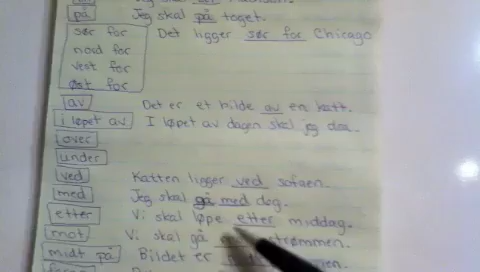 på Jeg skal på toget.
sør for Det ligger sør for Chicago
nord for
vest for
øst for
av Det er et bilde av en katt.
i løpet av I løpet av dagen skal jeg dra.
over
under
ved Katten ligger ved sofaen.
med Jeg skal gå med deg.
etter Vi skal løpe etter middag.
mot Vi skal gå strømmen.
midt på Bildet er